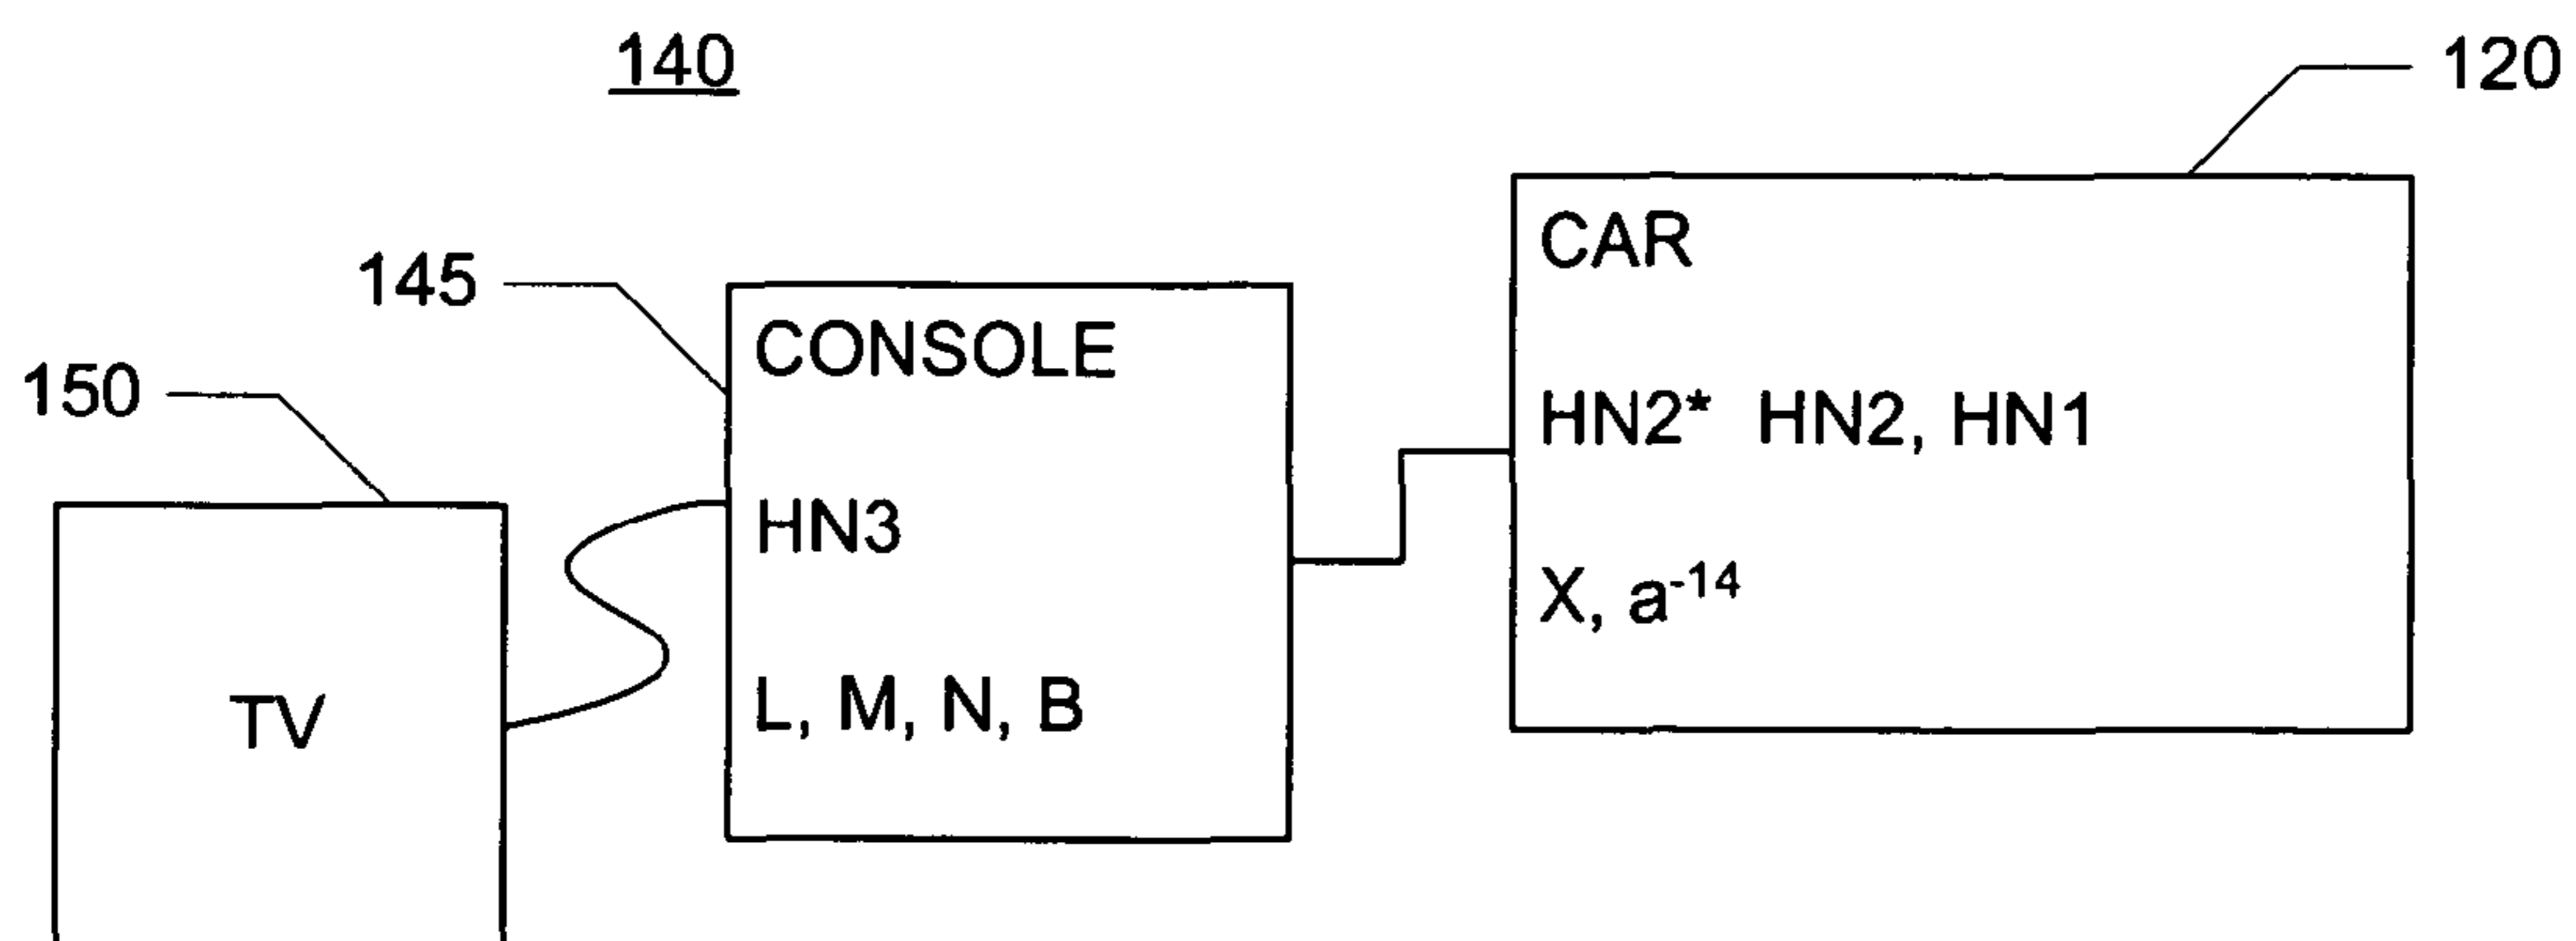 140
120
CAR
145
CONSOLE
150
HN2* HN2, HN1
HN3
X, a⁻¹⁴
L, M, N, B
TV